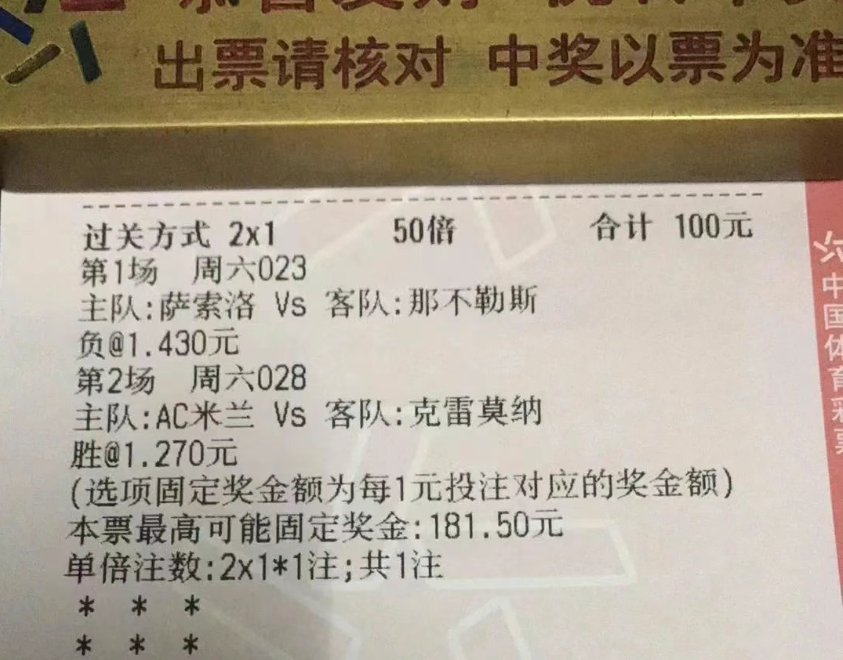 出票请核对 中奖以票为准
过关方式 2x1 50倍 合计 100元
第1场 周六023
主队:萨索洛 Vs 客队:那不勒斯
负@1.430元
第2场 周六028
主队:AC米兰 Vs 客队:克雷莫纳
胜@1.270元
(选项固定奖金额为每1元投注对应的奖金额)
本票最高可能固定奖金:181.50元
单倍注数:2x1*1注;共1注
* * *
* * *
中国体育彩票